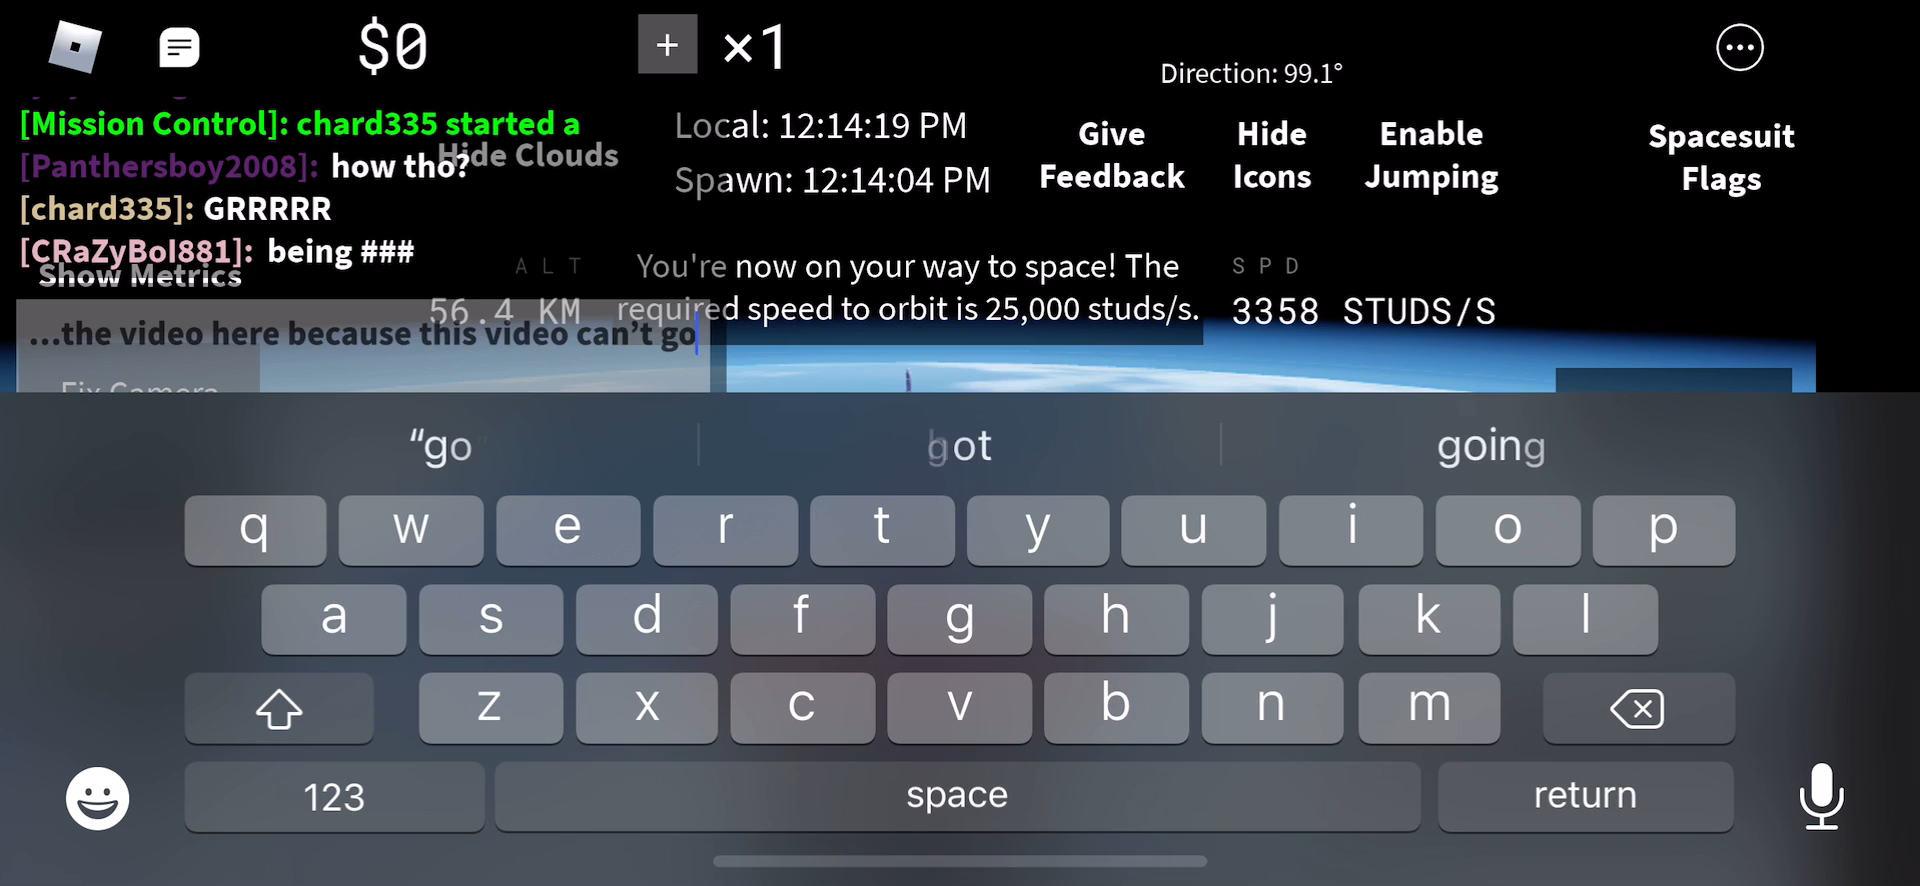 $0
+
×1
Direction: 99.1°
[Mission Control]: chard335 started a
[Panthersboy2008]: how tho?
Hide Clouds
[chard335]: GRRRRR
[CRaZyBoI881]: being ###
Show Metrics
Local: 12:14:19 PM
Spawn: 12:14:04 PM
Give
Feedback
Hide
Icons
Enable
Jumping
Spacesuit
Flags
ALT
56.4 KM
You're now on your way to space! The
required speed to orbit is 25,000 studs/s.
SPD
3358 STUDS/S
...the video here because this video can't go
Fix Camera
“go
got
going
q w e r t y u i o p
a s d f g h j k l
z x c v b n m
123
space
return